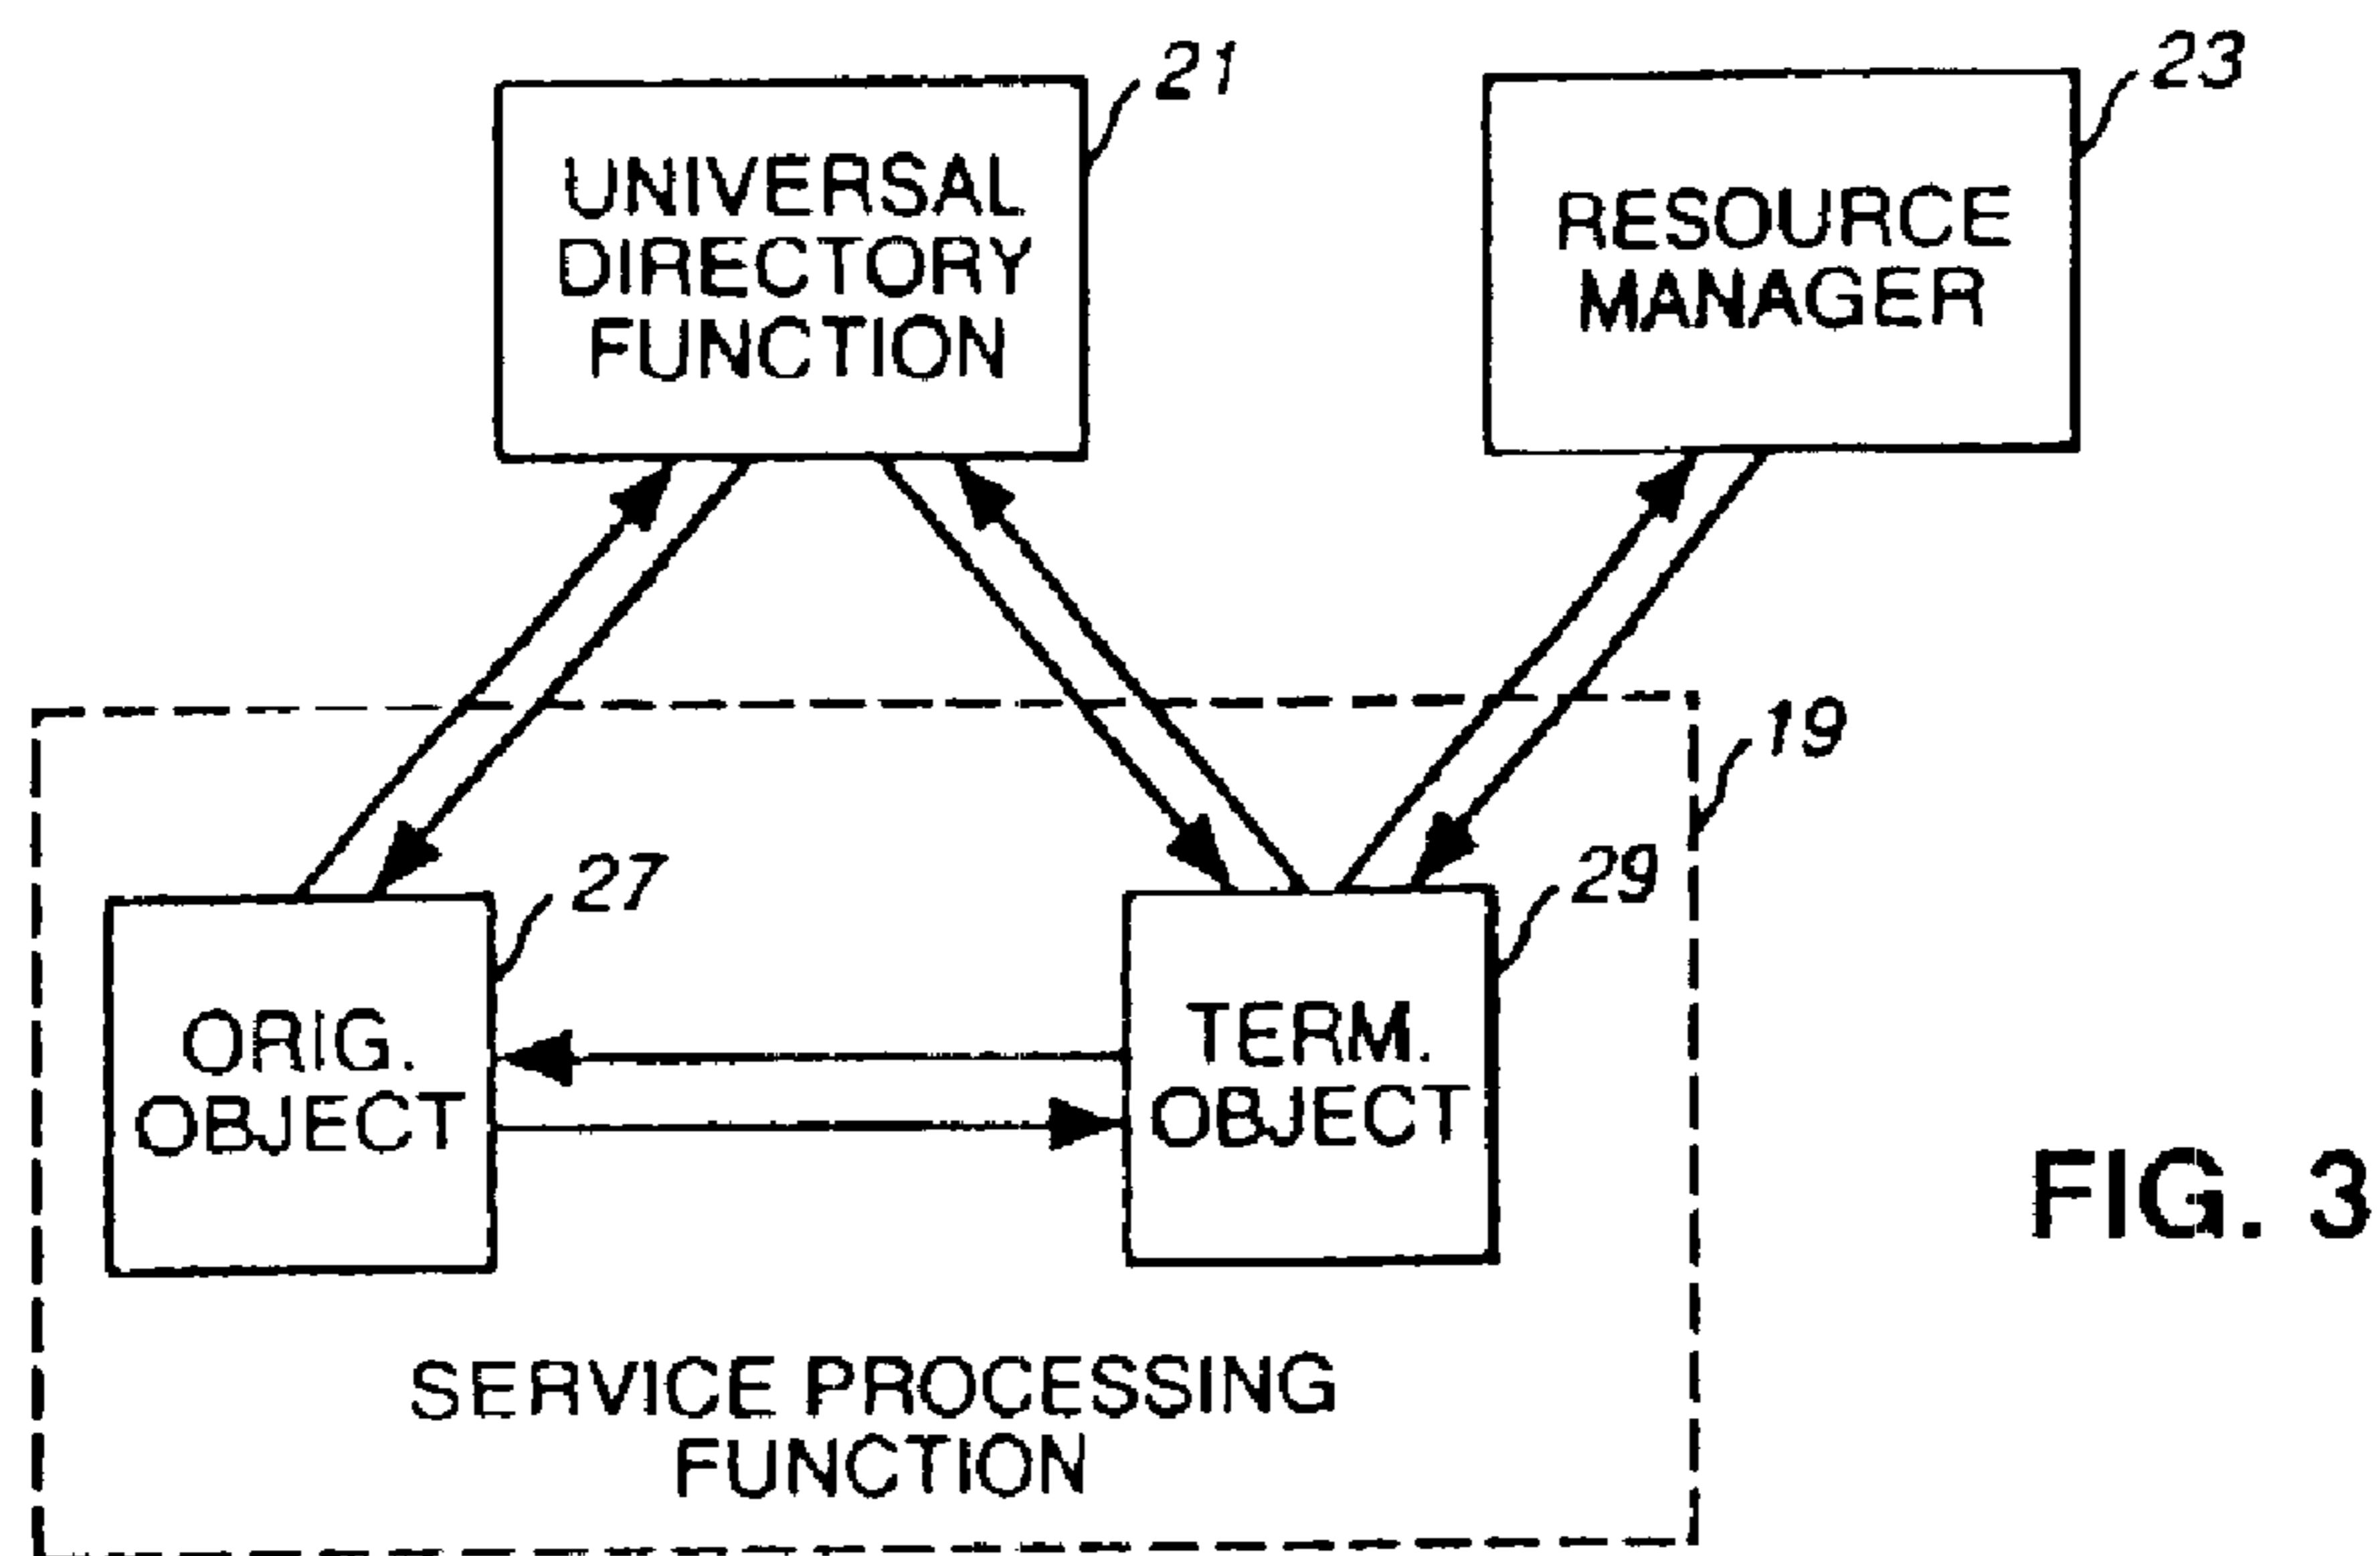 21
UNIVERSAL
DIRECTORY
FUNCTION
23
RESOURCE
MANAGER
19
27
ORIG.
OBJECT
29
TERM.
OBJECT
SERVICE PROCESSING
FUNCTION
FIG. 3